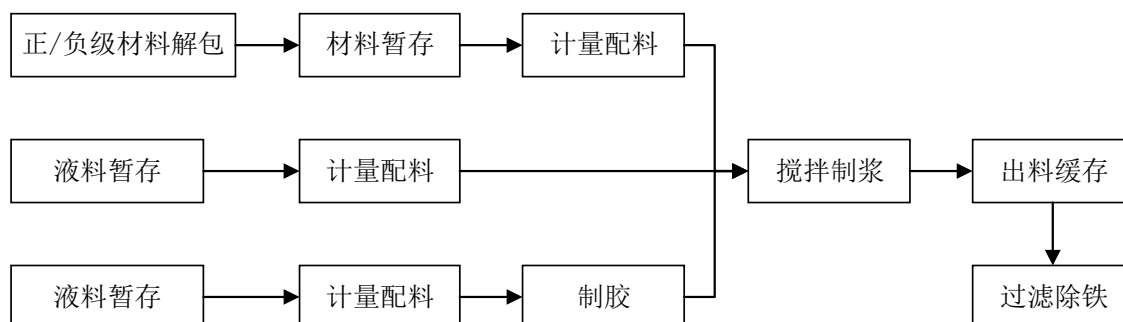 正/负级材料解包
材料暂存
计量配料
液料暂存
计量配料
搅拌制浆
出料缓存
液料暂存
计量配料
制胶
过滤除铁